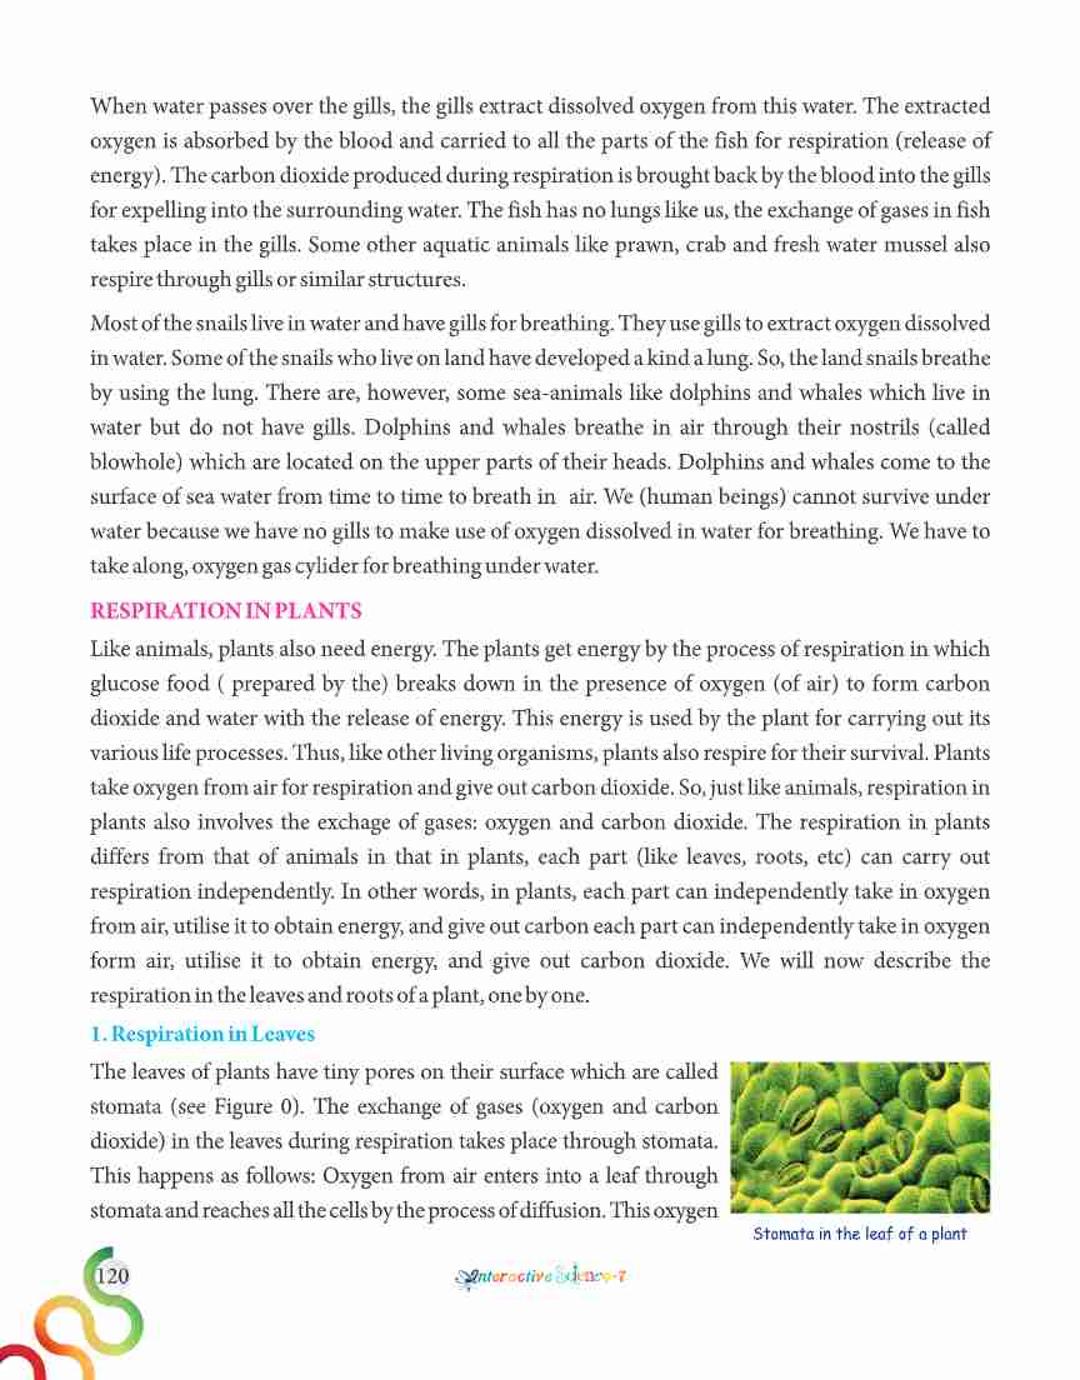 When water passes over the gills, the gills extract dissolved oxygen from this water. The extracted
oxygen is absorbed by the blood and carried to all the parts of the fish for respiration (release of
energy). The carbon dioxide produced during respiration is brought back by the blood into the gills
for expelling into the surrounding water. The fish has no lungs like us, the exchange of gases in fish
takes place in the gills. Some other aquatic animals like prawn, crab and fresh water mussel also
respire through gills or similar structures.
Most of the snails live in water and have gills for breathing. They use gills to extract oxygen dissolved
in water. Some of the snails who live on land have developed a kind a lung. So, the land snails breathe
by using the lung. There are, however, some sea-animals like dolphins and whales which live in
water but do not have gills. Dolphins and whales breathe in air through their nostrils (called
blowhole) which are located on the upper parts of their heads. Dolphins and whales come to the
surface of sea water from time to time to breath in air. We (human beings) cannot survive under
water because we have no gills to make use of oxygen dissolved in water for breathing. We have to
take along, oxygen gas cylider for breathing under water.
RESPIRATION IN PLANTS
Like animals, plants also need energy. The plants get energy by the process of respiration in which
glucose food ( prepared by the) breaks down in the presence of oxygen (of air) to form carbon
dioxide and water with the release of energy. This energy is used by the plant for carrying out its
various life processes. Thus, like other living organisms, plants also respire for their survival. Plants
take oxygen from air for respiration and give out carbon dioxide. So, just like animals, respiration in
plants also involves the exchage of gases: oxygen and carbon dioxide. The respiration in plants
differs from that of animals in that in plants, each part (like leaves, roots, etc) can carry out
respiration independently. In other words, in plants, each part can independently take in oxygen
from air, utilise it to obtain energy, and give out carbon each part can independently take in oxygen
form air, utilise it to obtain energy, and give out carbon dioxide. We will now describe the
respiration in the leaves and roots of a plant, one by one.
1. Respiration in Leaves
The leaves of plants have tiny pores on their surface which are called
stomata (see Figure 0). The exchange of gases (oxygen and carbon
dioxide) in the leaves during respiration takes place through stomata.
This happens as follows: Oxygen from air enters into a leaf through
stomata and reaches all the cells by the process of diffusion. This oxygen
Stomata in the leaf of a plant
120
Interactive Science-7